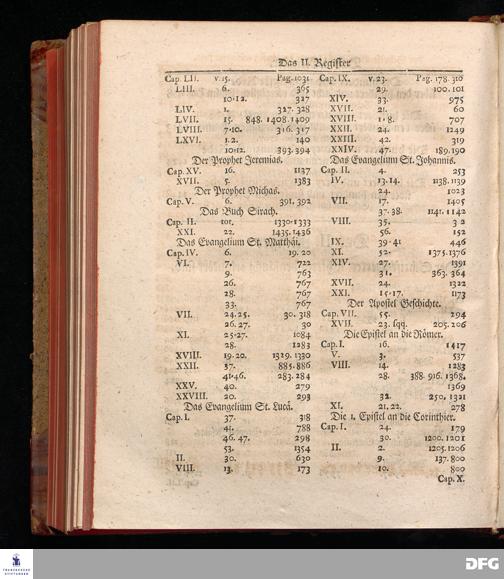 Das II. Register
Cap. LII. v. 15. Pag. 1031
LIII. 6. 365
10-12. 327
LIV. 1. 327. 328
LVII. 15. 848. 1408. 1409
LVIII. 7-10. 316. 317
LXVI. 1. 2. 140
10-12. 393. 394
Der Prophet Jeremias.
Cap. XV. 16. 1137
XVII. 5. 1383
Der Prophet Michas.
Cap. V. 6. 391. 392
Das Buch Sirach.
Cap. II. tot. 1330-1333
XXI. 22. 1435. 1436
Das Evangelium St. Matthäi.
Cap. IV. 6. 19. 20
VI. 7. 722
9. 763
26. 767
28. 767
33. 767
VII. 24. 25. 30. 318
26. 27. 30
XI. 25-27. 1084
28. 1283
XVIII. 19. 20. 1329. 1330
XXII. 37. 885. 886
41-46. 283. 284
XXV. 40. 279
XXVIII. 20. 293
Das Evangelium St. Lucä.
Cap. I. 37. 318
41. 788
46. 47. 298
53. 1354
II. 30. 630
VIII. 13. 173
Cap. IX. v. 23. Pag. 178. 310
29. 100. 101
XIV. 33. 975
XVII. 21. 60
XVIII. 1-8. 707
XXII. 24. 1249
XXIII. 42. 319
XXIV. 47. 189. 190
Das Evangelium St. Johannis.
Cap. II. 4. 253
IV. 13. 14. 1138. 1139
24. 1023
VII. 17. 1405
37. 38. 1141. 1142
VIII. 35.
56. 152
IX. 39-41 446
XI. 52. 1375. 1376
XIV. 27. 1391
31. 363. 364
XVII. 24. 1322
XXI. 15-17. 1173
Der Apostel Geschichte.
Cap. VII. 55. 294
XVII. 23. sqq. 205. 206
Die Epistel an die Römer.
Cap. I. 16. 1417
V. 3. 537
VIII. 14. 1283
28. 388. 916. 1368.
1369
32. 250. 1321
XI. 21. 22. 278
Die 1. Epistel an die Corinthier.
Cap. I. 24. 179
30. 1200. 1201
II. 2. 1205. 1206
9. 137. 800
10. 800
Cap. X.
FRANCKESCHE
STIFTUNGEN
DFG